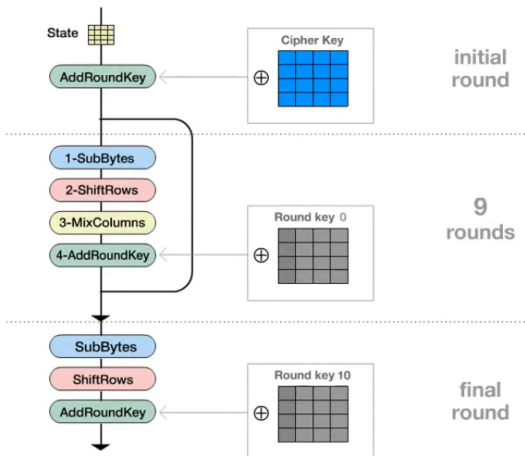 State
Cipher Key
AddRoundKey
⊕
initial
round
1-SubBytes
2-ShiftRows
3-MixColumns
4-AddRoundKey
Round key 0
⊕
9
rounds
SubBytes
ShiftRows
AddRoundKey
Round key 10
⊕
final
round